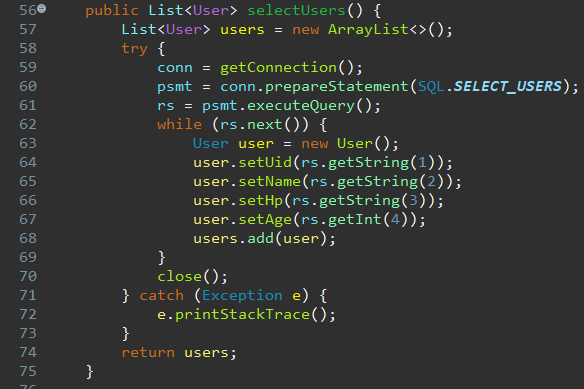 56 public List<User> selectUsers() {
57 List<User> users = new ArrayList<>();
58 try {
59 conn = getConnection();
60 psmt = conn.prepareStatement(SQL.SELECT_USERS);
61 rs = psmt.executeQuery();
62 while (rs.next()) {
63 User user = new User();
64 user.setUid(rs.getString(1));
65 user.setName(rs.getString(2));
66 user.setHp(rs.getString(3));
67 user.setAge(rs.getInt(4));
68 users.add(user);
69 }
70 close();
71 } catch (Exception e) {
72 e.printStackTrace();
73 }
74 return users;
75 }